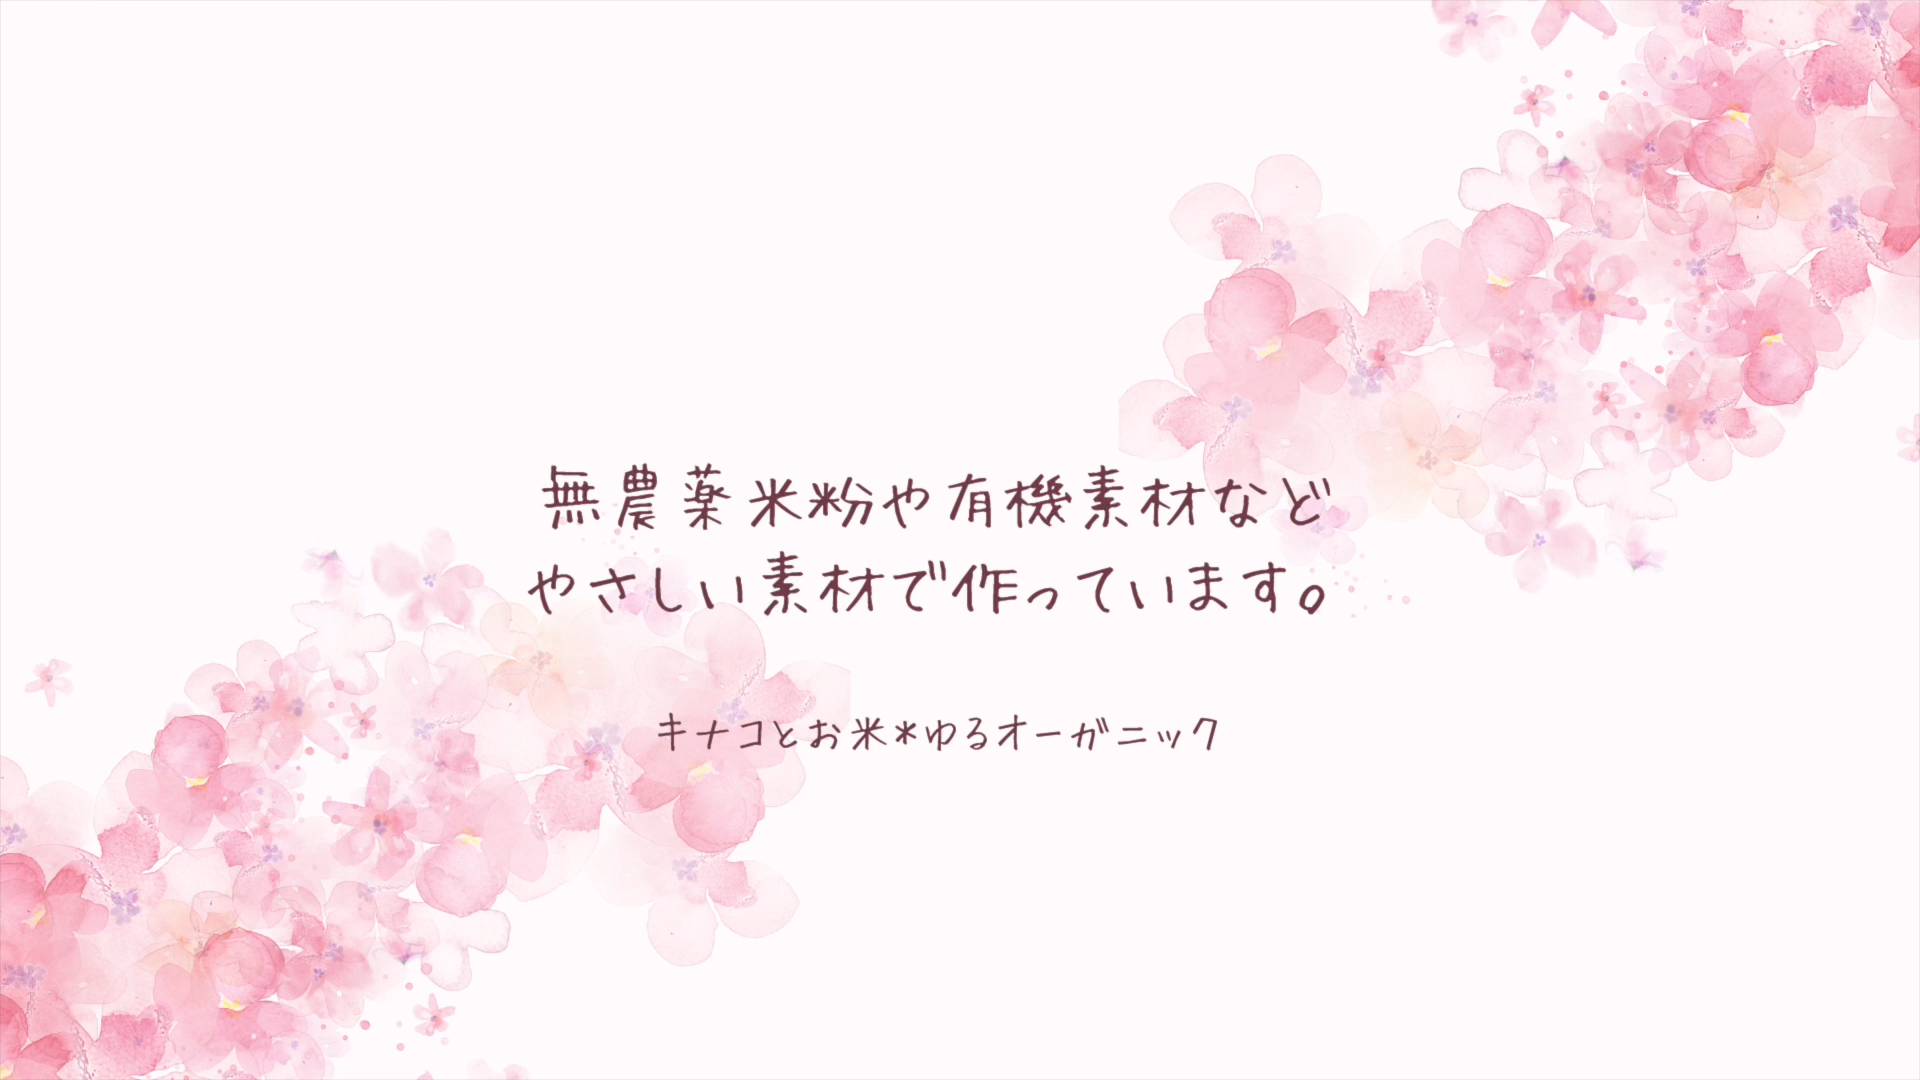 無農薬米粉や有機素材など
やさしい素材で作っています。
キナコとお米*ゆるオーガニック